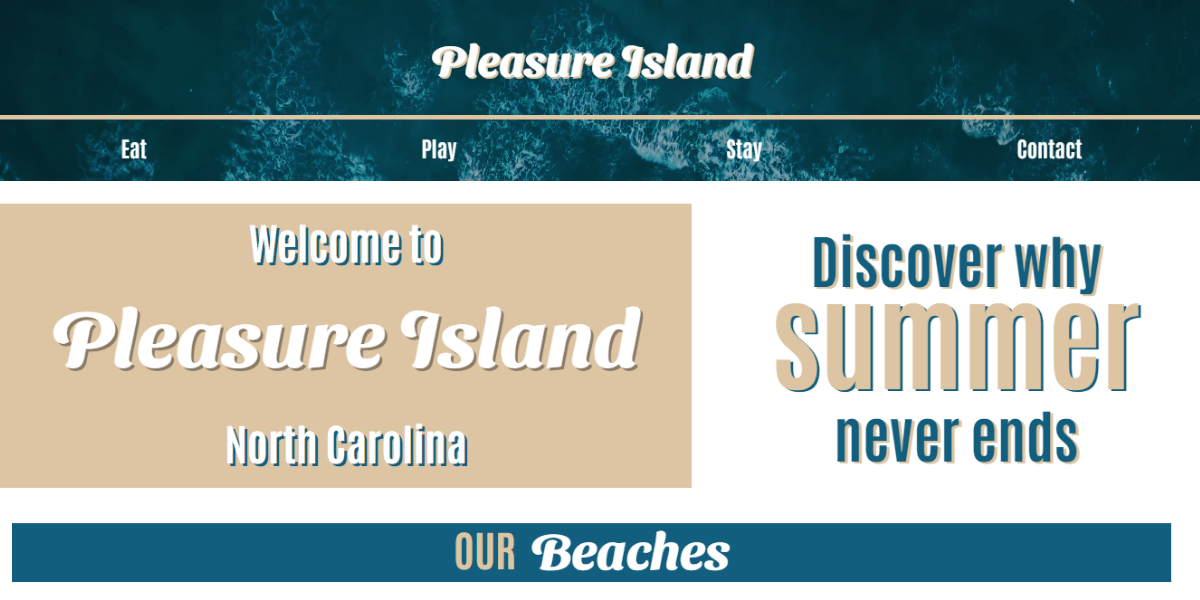 Pleasure Island
Eat Play Stay Contact
Welcome to
Pleasure Island
North Carolina
Discover why
summer
never ends
OUR Beaches